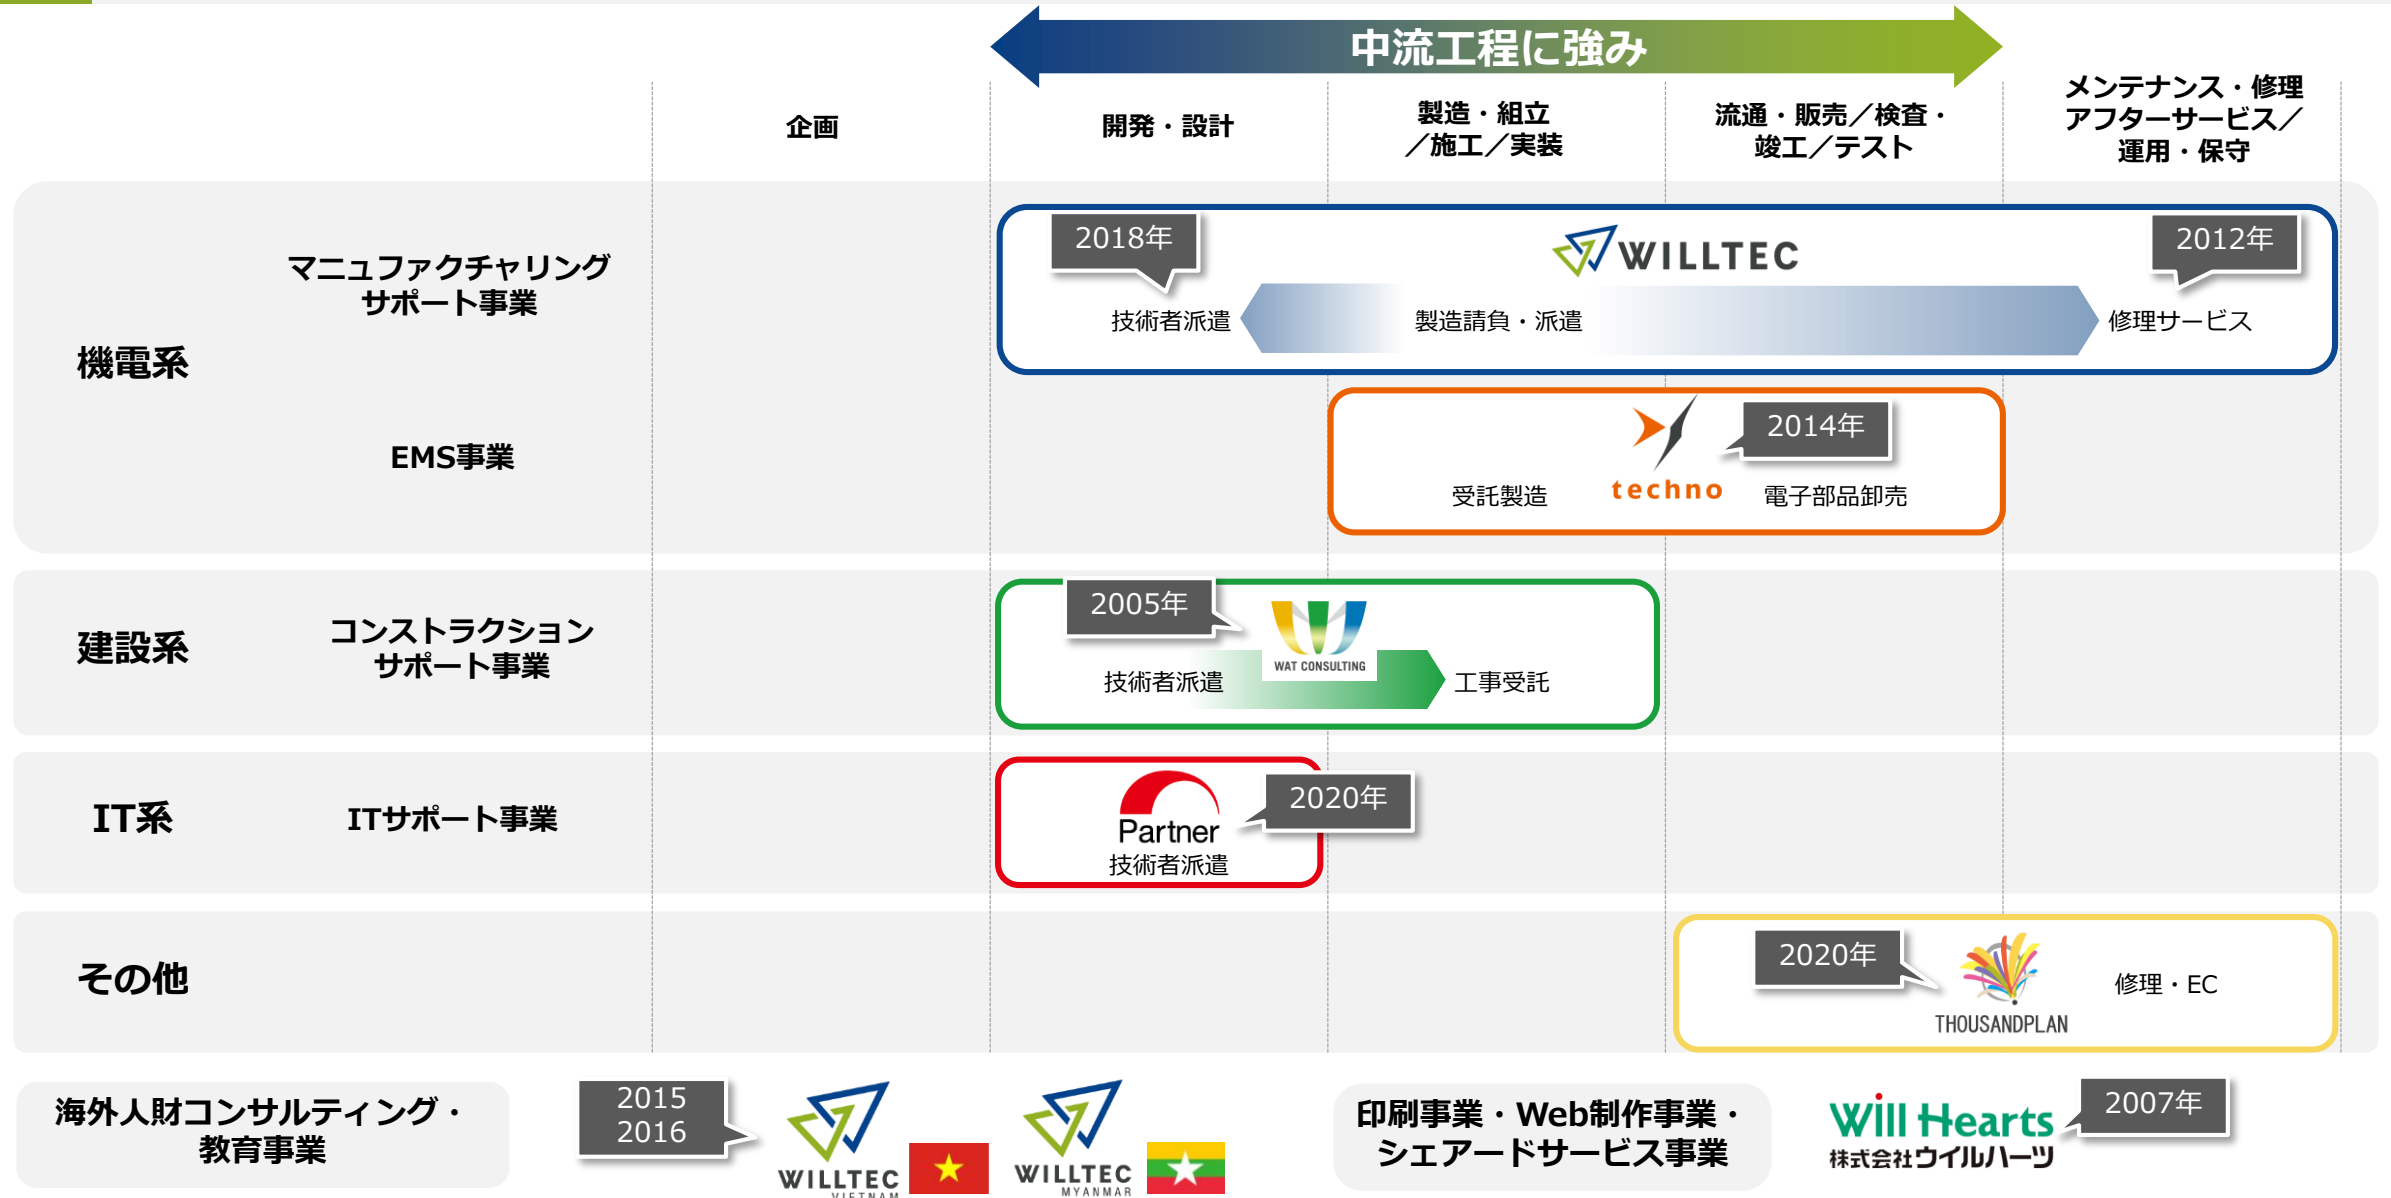 中流工程に強み
企画
開発・設計
製造・組立
／施工／実装
流通・販売／検査・
竣工／テスト
メンテナンス・修理
アフターサービス／
運用・保守
機電系
マニュファクチャリング
サポート事業
2018年
WILLTEC
2012年
技術者派遣
製造請負・派遣
修理サービス
EMS事業
2014年
受託製造
techno
電子部品卸売
建設系
コンストラクション
サポート事業
2005年
WAT CONSULTING
技術者派遣
工事受託
IT系
ITサポート事業
Partner
2020年
技術者派遣
その他
2020年
THOUSANDPLAN
修理・EC
海外人財コンサルティング・
教育事業
2015
2016
WILLTEC
VIETNAM
WILLTEC
MYANMAR
印刷事業・Web制作事業・
シェアードサービス事業
Will Hearts
株式会社ウイルハーツ
2007年